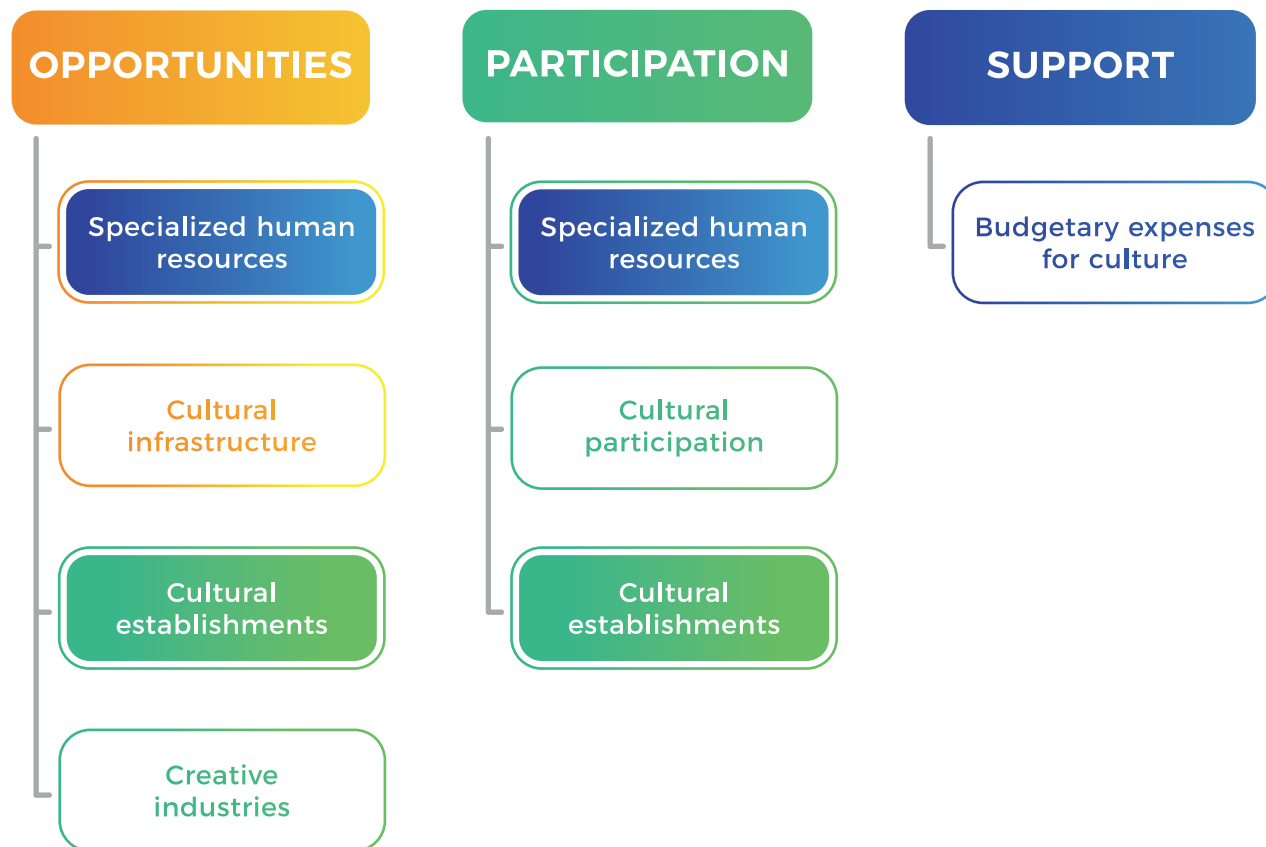 OPPORTUNITIES
Specialized human
resources
Cultural
infrastructure
Cultural
establishments
Creative
industries
PARTICIPATION
Specialized human
resources
Cultural
participation
Cultural
establishments
SUPPORT
Budgetary expenses
for culture